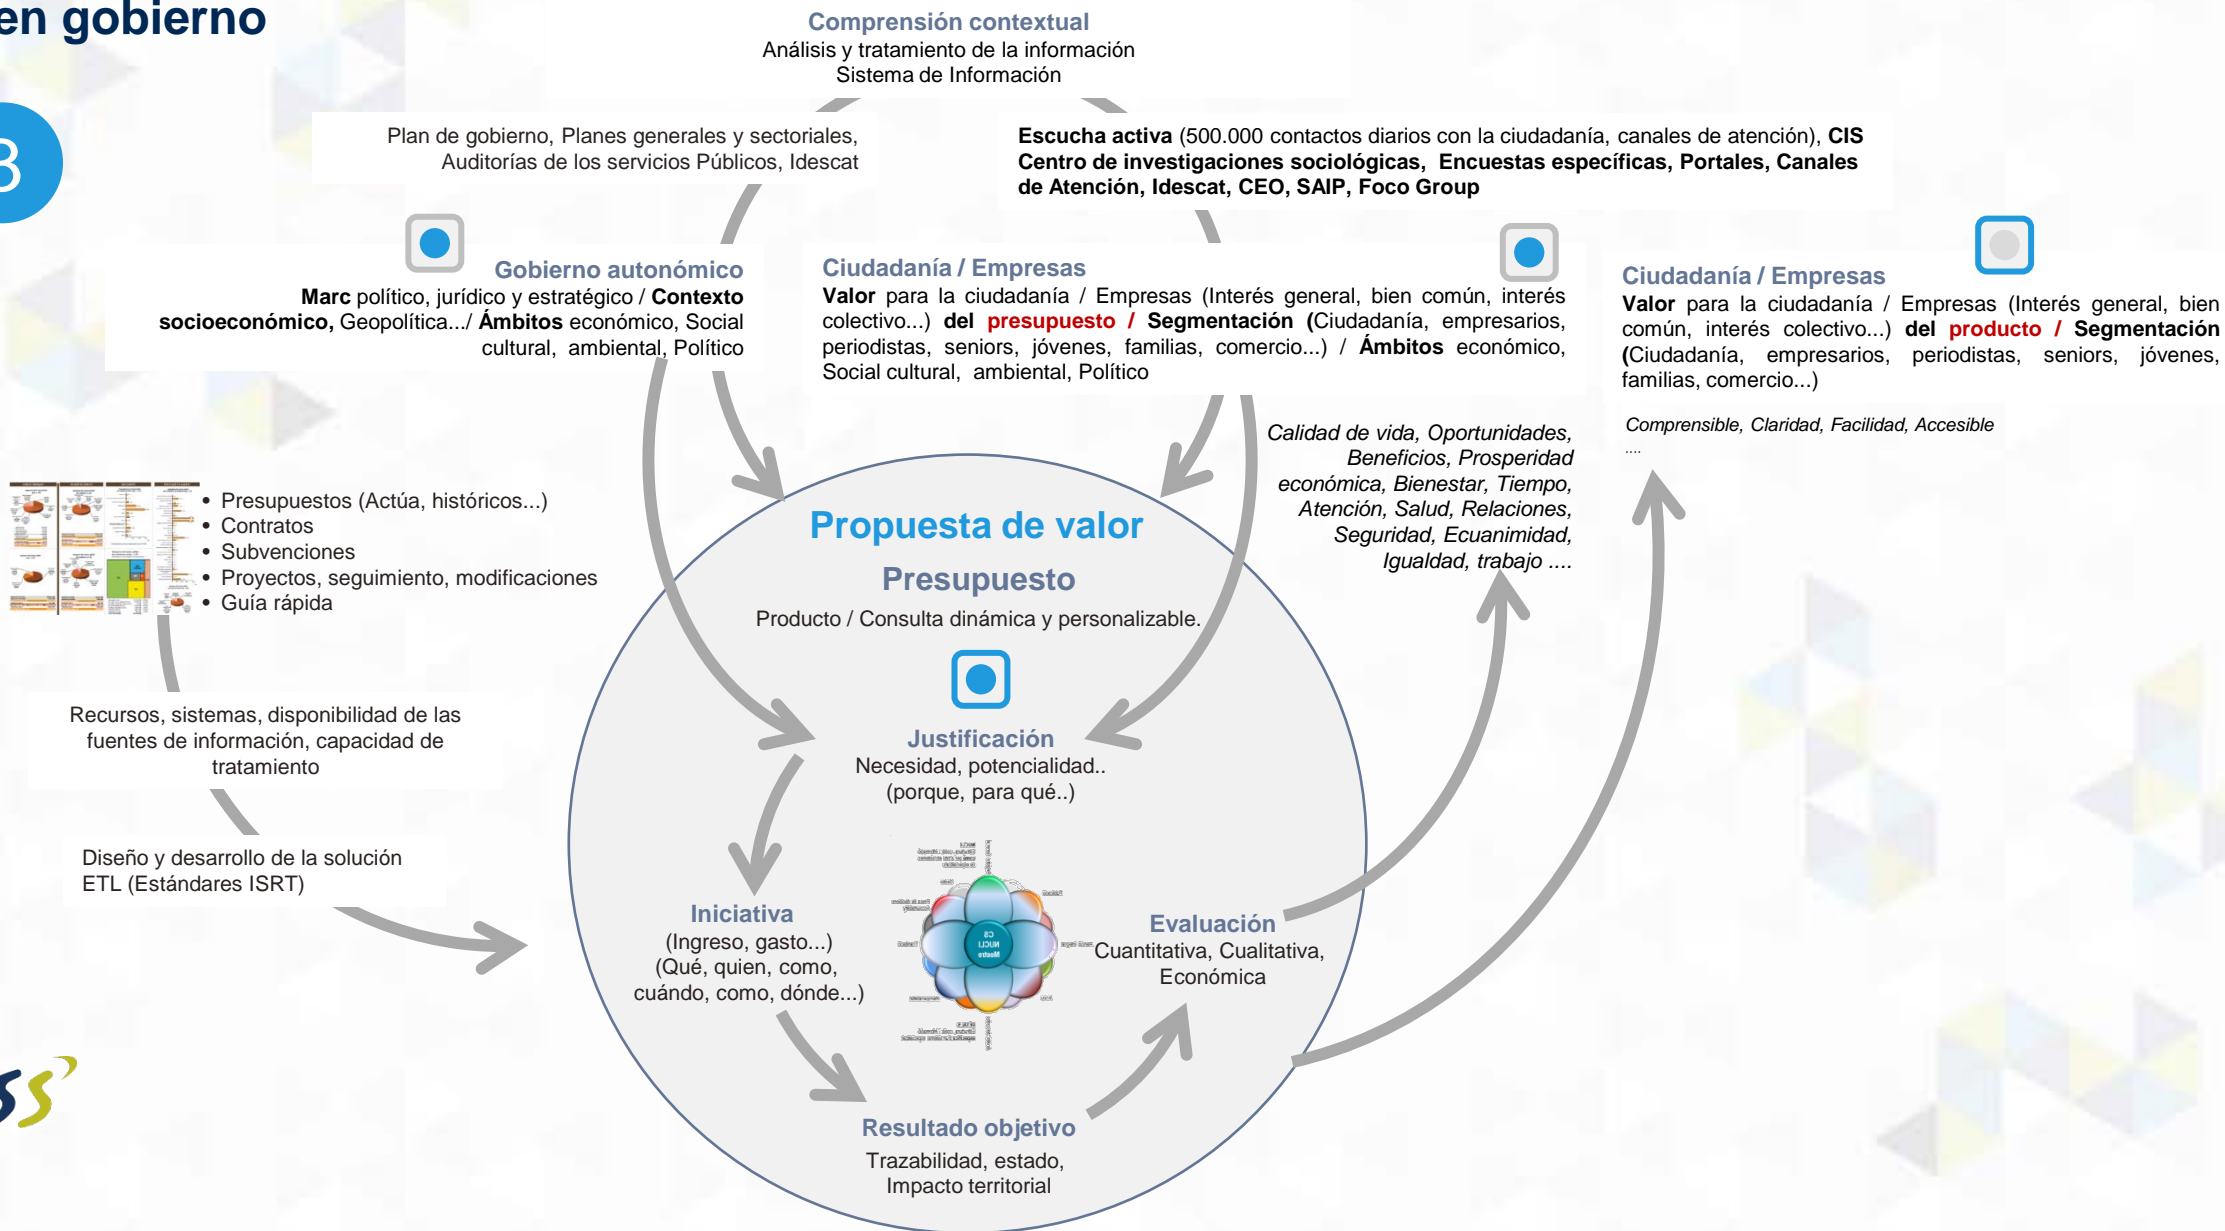 en gobierno
Comprensión contextual
Análisis y tratamiento de la información
Sistema de Información
3
Plan de gobierno, Planes generales y sectoriales,
Auditorías de los servicios Públicos, Idescat
Escucha activa (500.000 contactos diarios con la ciudadanía, canales de atención), CIS
Centro de investigaciones sociológicas, Encuestas específicas, Portales, Canales
de Atención, Idescat, CEO, SAIP, Foco Group
Gobierno autonómico
Marc político, jurídico y estratégico / Contexto
socioeconómico, Geopolítica.../ Ámbitos económico, Social
cultural, ambiental, Político
Ciudadanía / Empresas
Valor para la ciudadanía / Empresas (Interés general, bien común, interés
colectivo...) del presupuesto / Segmentación (Ciudadanía, empresarios,
periodistas, seniors, jóvenes, familias, comercio...) / Ámbitos económico,
Social cultural, ambiental, Político
Ciudadanía / Empresas
Valor para la ciudadanía / Empresas (Interés general, bien
común, interés colectivo...) del producto / Segmentación
(Ciudadanía, empresarios, periodistas, seniors, jóvenes,
familias, comercio...)
Comprensible, Claridad, Facilidad, Accesible
....
Calidad de vida, Oportunidades,
Beneficios, Prosperidad
económica, Bienestar, Tiempo,
Atención, Salud, Relaciones,
Seguridad, Ecuanimidad,
Igualdad, trabajo ....
• Presupuestos (Actúa, históricos...)
• Contratos
• Subvenciones
• Proyectos, seguimiento, modificaciones
• Guía rápida
Propuesta de valor
Presupuesto
Producto / Consulta dinámica y personalizable.
Recursos, sistemas, disponibilidad de las
fuentes de información, capacidad de
tratamiento
Justificación
Necesidad, potencialidad..
(porque, para qué..)
Diseño y desarrollo de la solución
ETL (Estándares ISRT)
Iniciativa
(Ingreso, gasto...)
(Qué, quien, como,
cuándo, como, dónde...)
CS
NUCLI
Mestre
Evaluación
Cuantitativa, Cualitativa,
Económica
Resultado objetivo
Trazabilidad, estado,
Impacto territorial